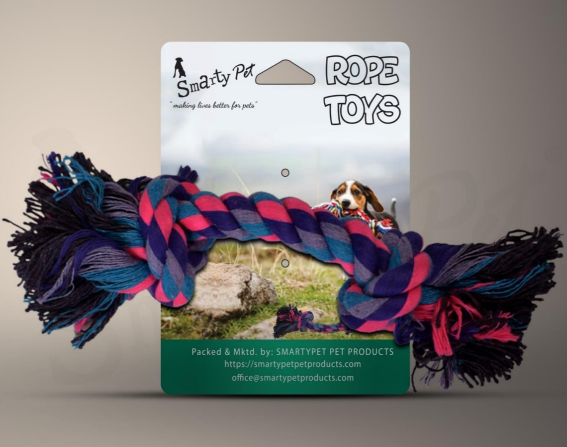 Smarty Pet
"making lives better for pets"
ROPE
TOYS
Packed & Mktd. by: SMARTYPET PET PRODUCTS
https://smartypetpetproducts.com
office@smartypetproducts.com